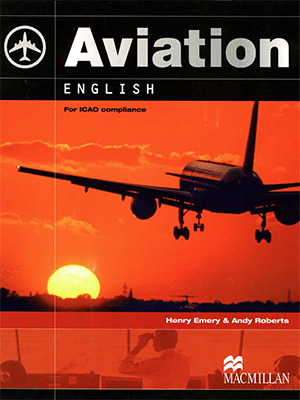 Aviation
ENGLISH
For ICAO compliance
Henry Emery & Andy Roberts
MACMILLAN